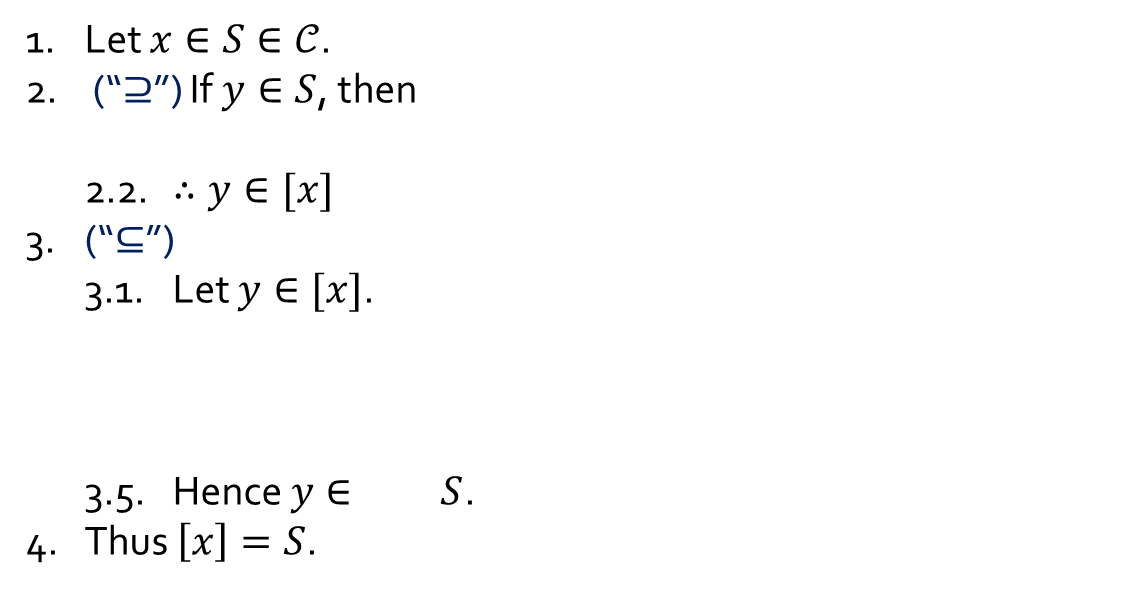 1. Let x ∈ S ∈ 𝒞.
2. (“⊇”) If y ∈ S, then
2.2. ∴ y ∈ [x]
3. (“⊆”)
3.1. Let y ∈ [x].
3.5. Hence y ∈ S.
4. Thus [x] = S.